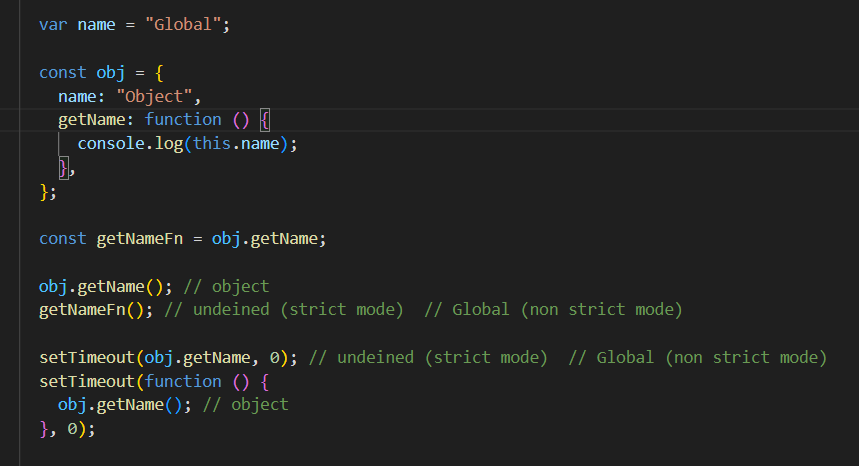 var name = "Global";
const obj = {
name: "Object",
getName: function () {
console.log(this.name);
},
};
const getNameFn = obj.getName;
obj.getName(); // object
getNameFn(); // undeined (strict mode)  // Global (non strict mode)
setTimeout(obj.getName, 0); // undeined (strict mode)  // Global (non strict mode)
setTimeout(function () {
obj.getName(); // object
}, 0);